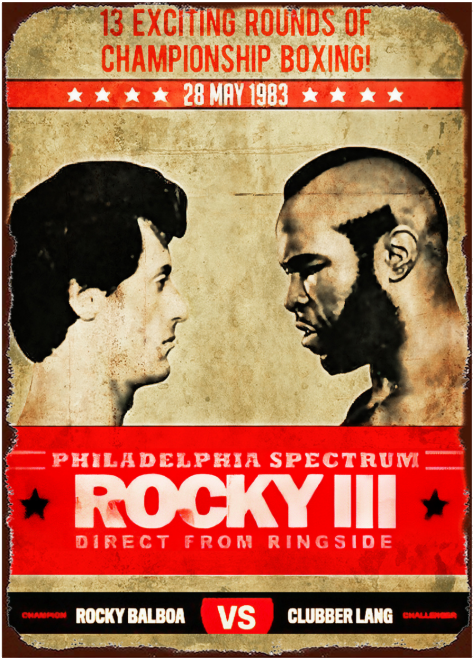 13 EXCITING ROUNDS OF
CHAMPIONSHIP BOXING!
28 MAY 1983
PHILADELPHIA SPECTRUM
ROCKY III
DIRECT FROM RINGSIDE
CHAMPION ROCKY BALBOA VS CLUBBER LANG CHALLENGER